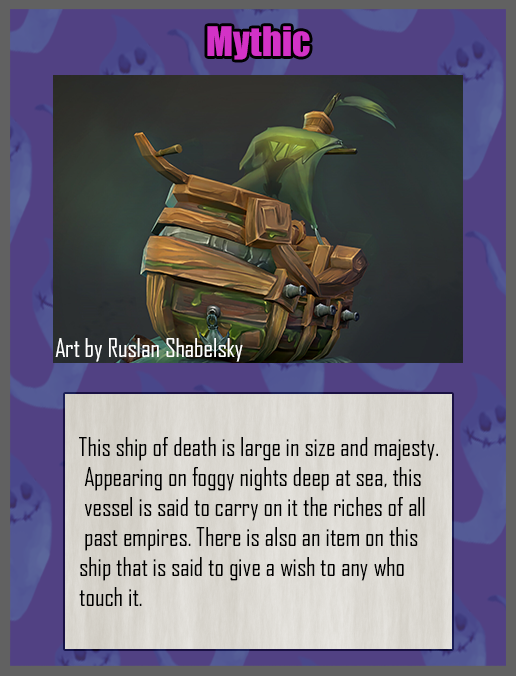 Mythic
Art by Ruslan Shabelsky
This ship of death is large in size and majesty.
Appearing on foggy nights deep at sea, this
vessel is said to carry on it the riches of all
past empires. There is also an item on this
ship that is said to give a wish to any who
touch it.